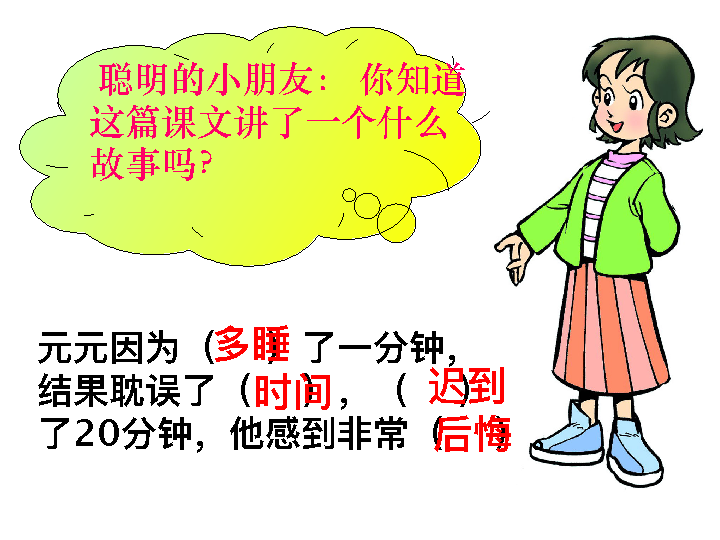 聪明的小朋友： 你知道
这篇课文讲了一个什么
故事吗？
元元因为（多睡）了一分钟，
结果耽误了（时间），（迟到）
了20分钟，他感到非常（后悔）